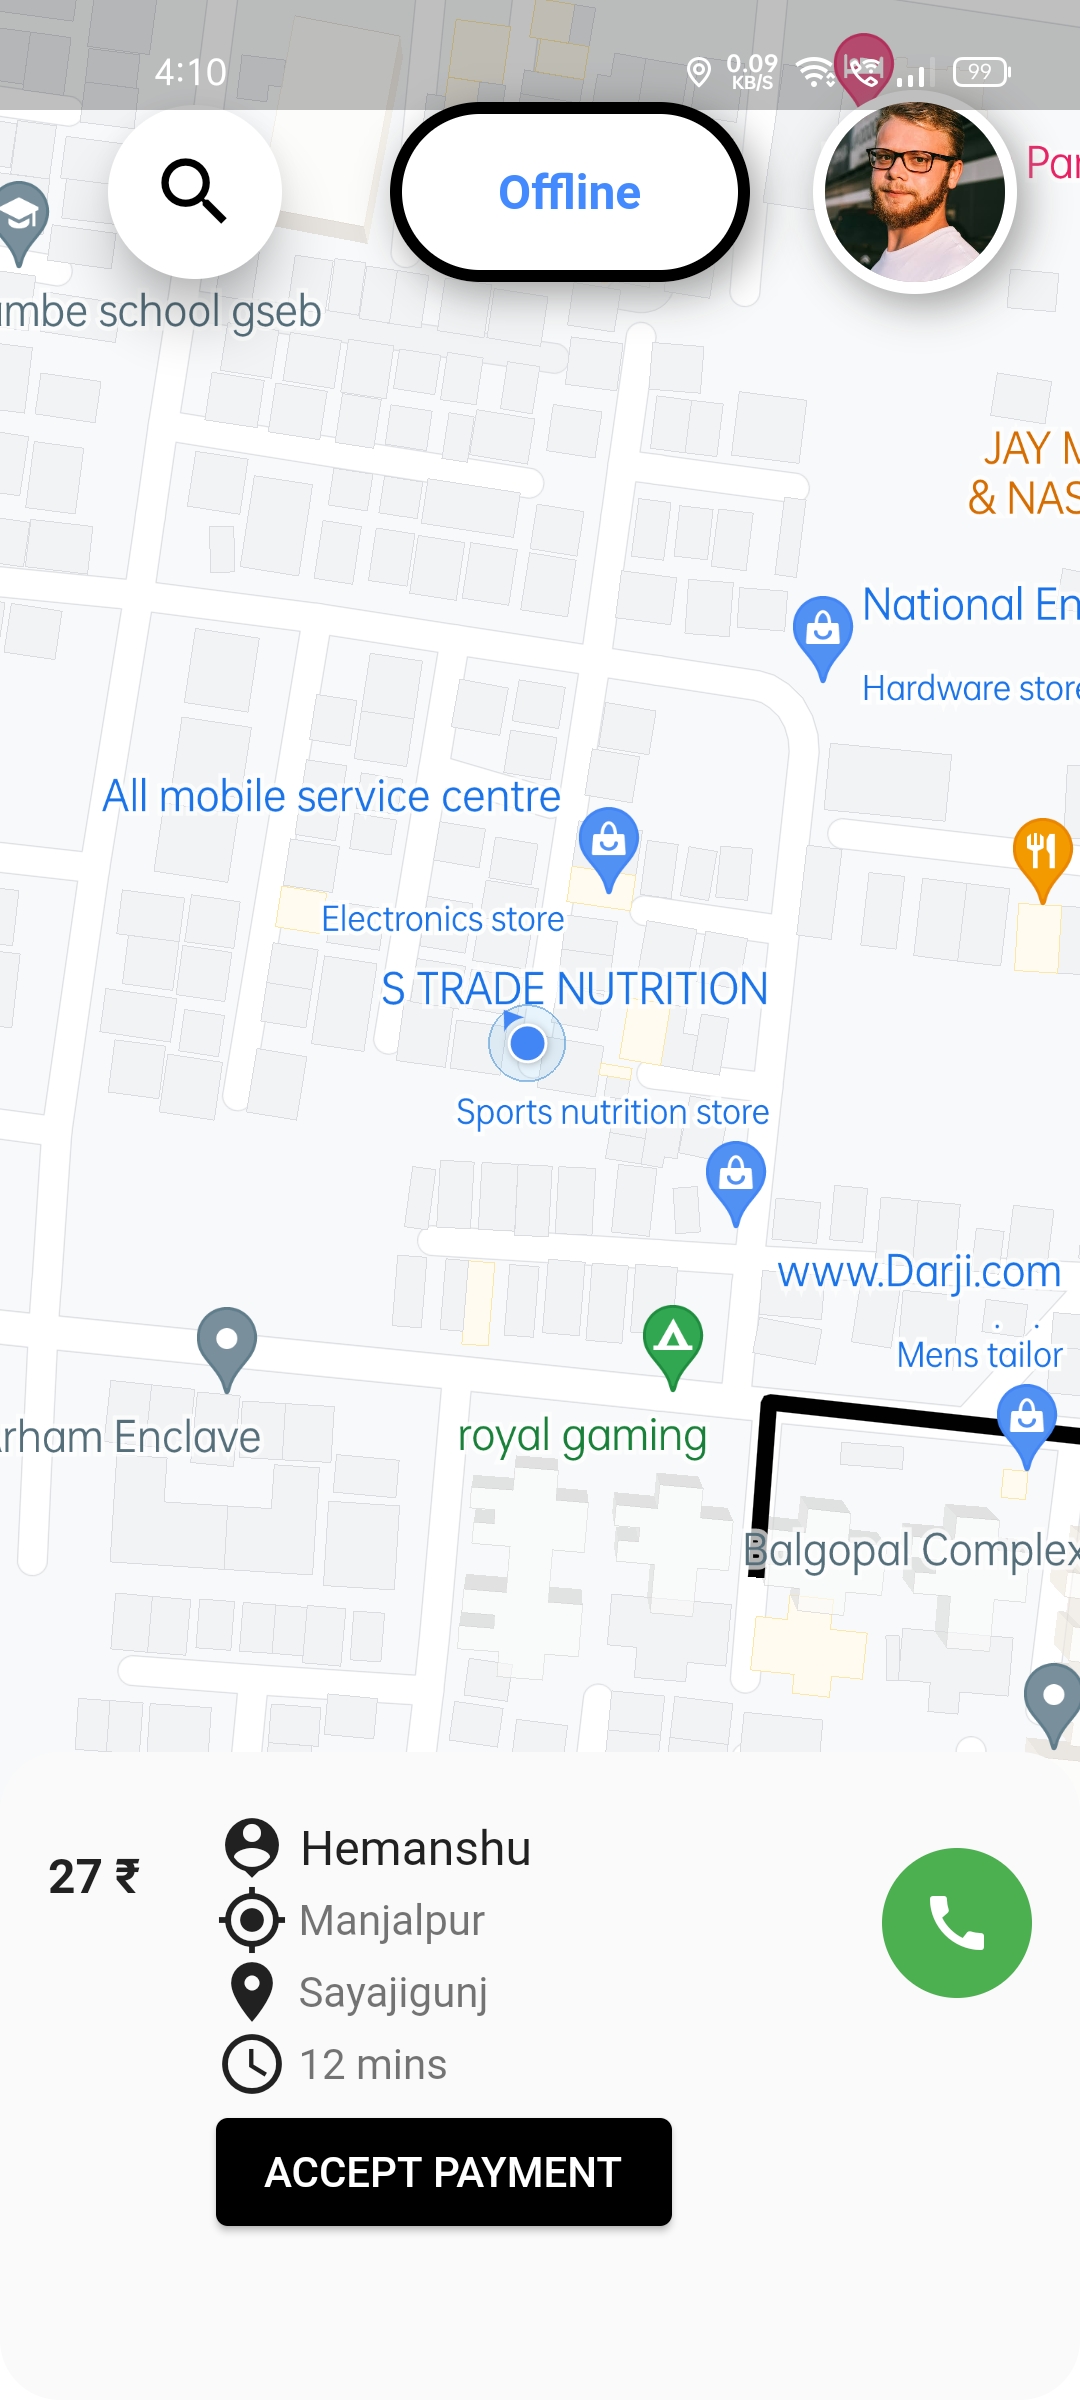 4:10
0.09
KB/S
99
Offline
Par
ambe school gseb
JAY M
& NAS
National En
Hardware store
All mobile service centre
Electronics store
S TRADE NUTRITION
Sports nutrition store
www.Darji.com
Mens tailor
Arham Enclave
royal gaming
Balgopal Complex
27 ₹
Hemanshu
Manjalpur
Sayajigunj
12 mins
ACCEPT PAYMENT